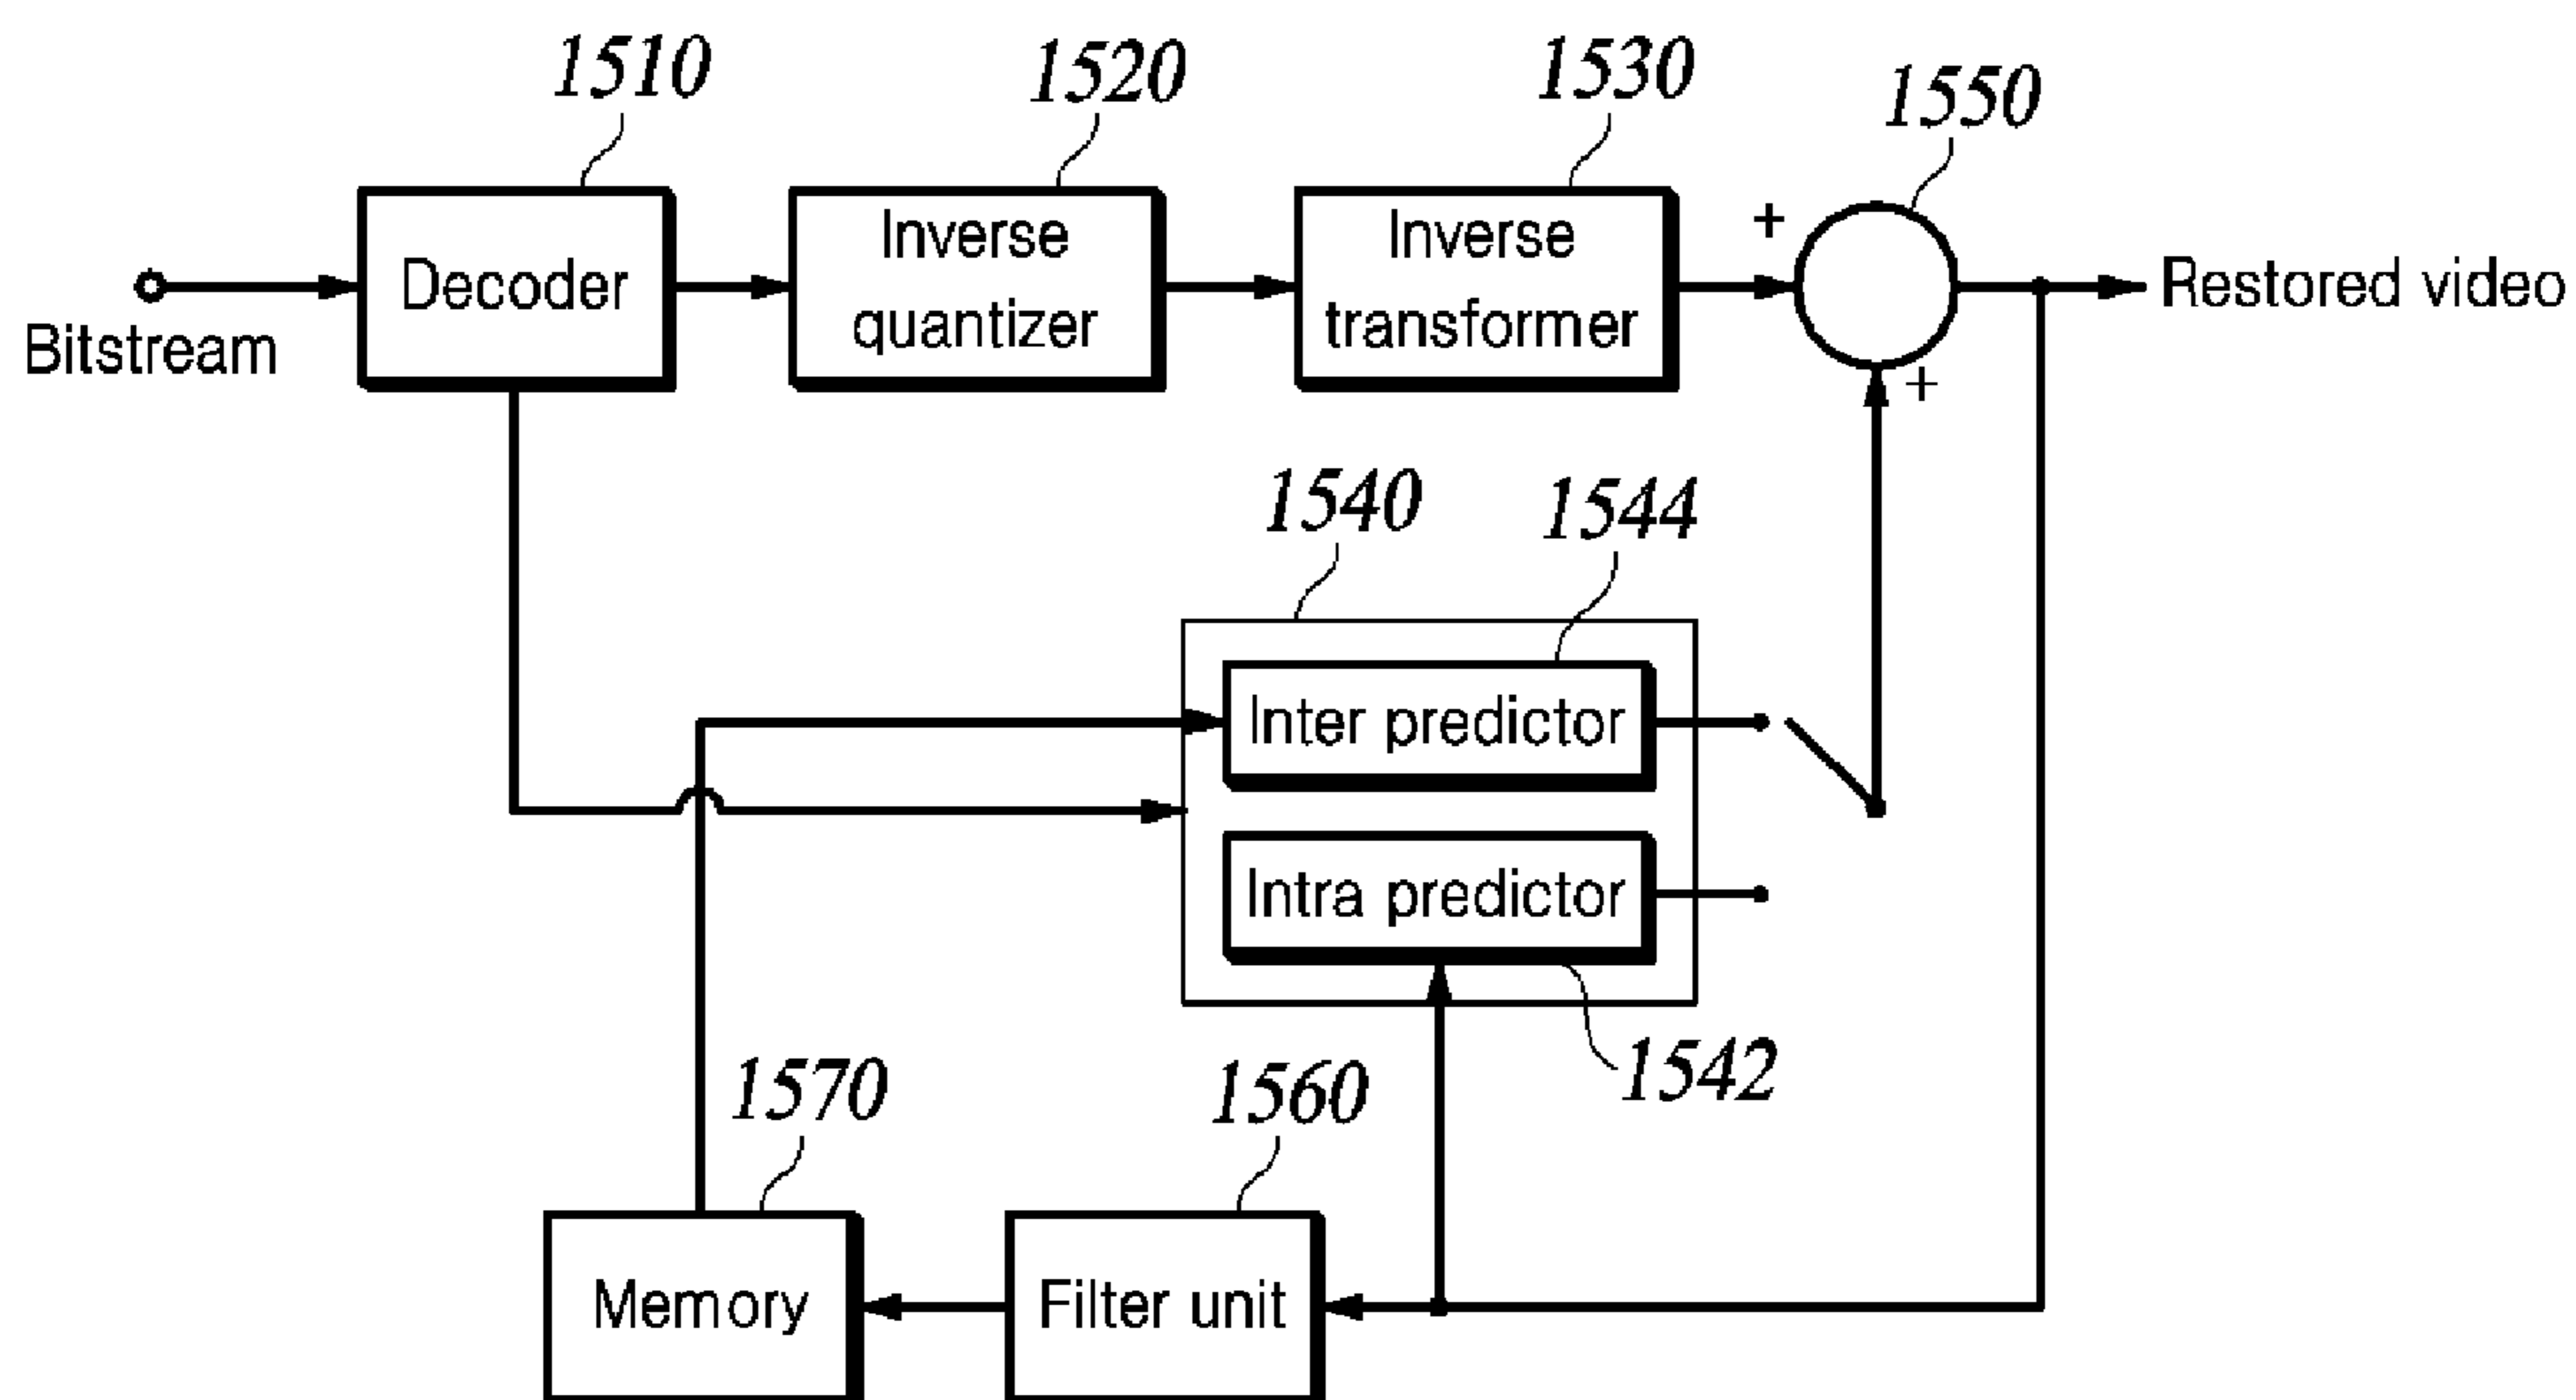 1510
1520
1530
1550
Bitstream
Decoder
Inverse
quantizer
Inverse
transformer
+
+
Restored video
1540
1544
Inter predictor
Intra predictor
1542
1570
1560
Memory
Filter unit